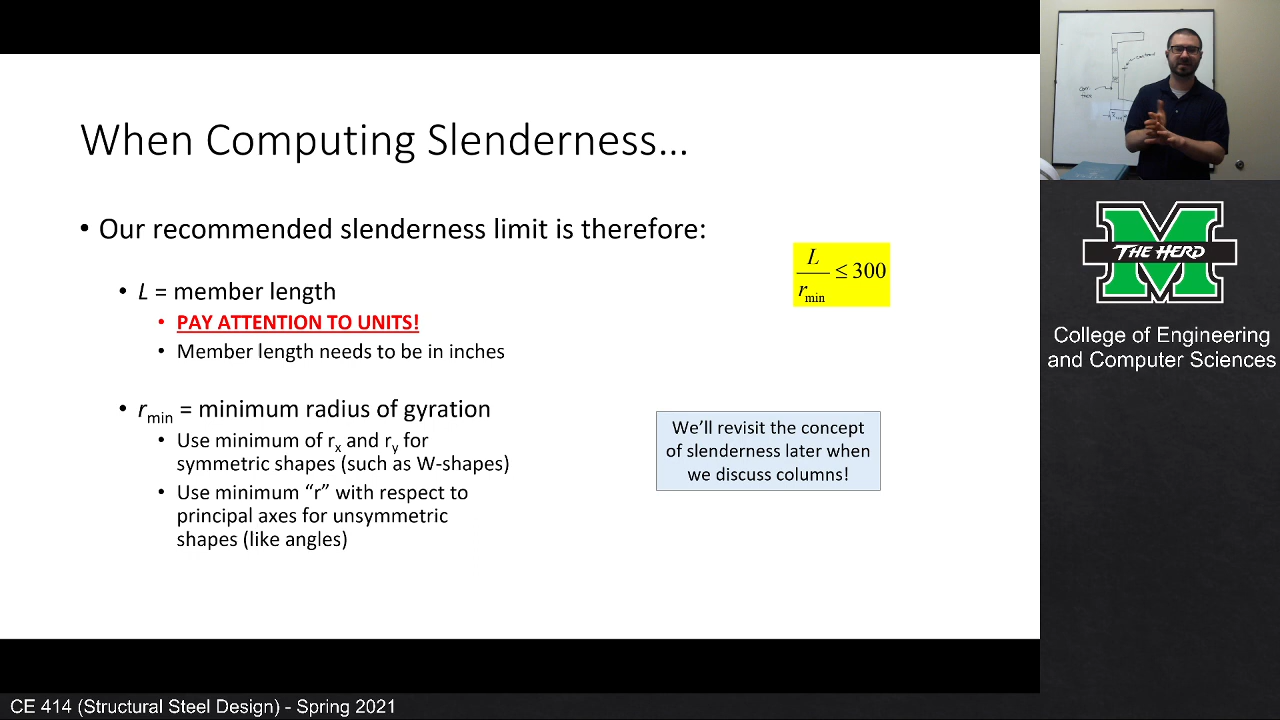 When Computing Slenderness...
• Our recommended slenderness limit is therefore:
L / r_min ≤ 300
• L = member length
• PAY ATTENTION TO UNITS!
• Member length needs to be in inches
• r_min = minimum radius of gyration
• Use minimum of r_x and r_y for
symmetric shapes (such as W-shapes)
• Use minimum “r” with respect to
principal axes for unsymmetric
shapes (like angles)
We’ll revisit the concept
of slenderness later when
we discuss columns!
M
THE HERD
College of Engineering
and Computer Sciences
CE 414 (Structural Steel Design) - Spring 2021